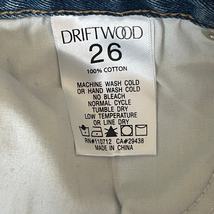 DRIFTWOOD
26
100% COTTON
MACHINE WASH COLD
OR HAND WASH COLD
NO BLEACH
NORMAL CYCLE
TUMBLE DRY
LOW TEMPERATURE
OR LINE DRY
RN#110712 CA#29438
MADE IN CHINA